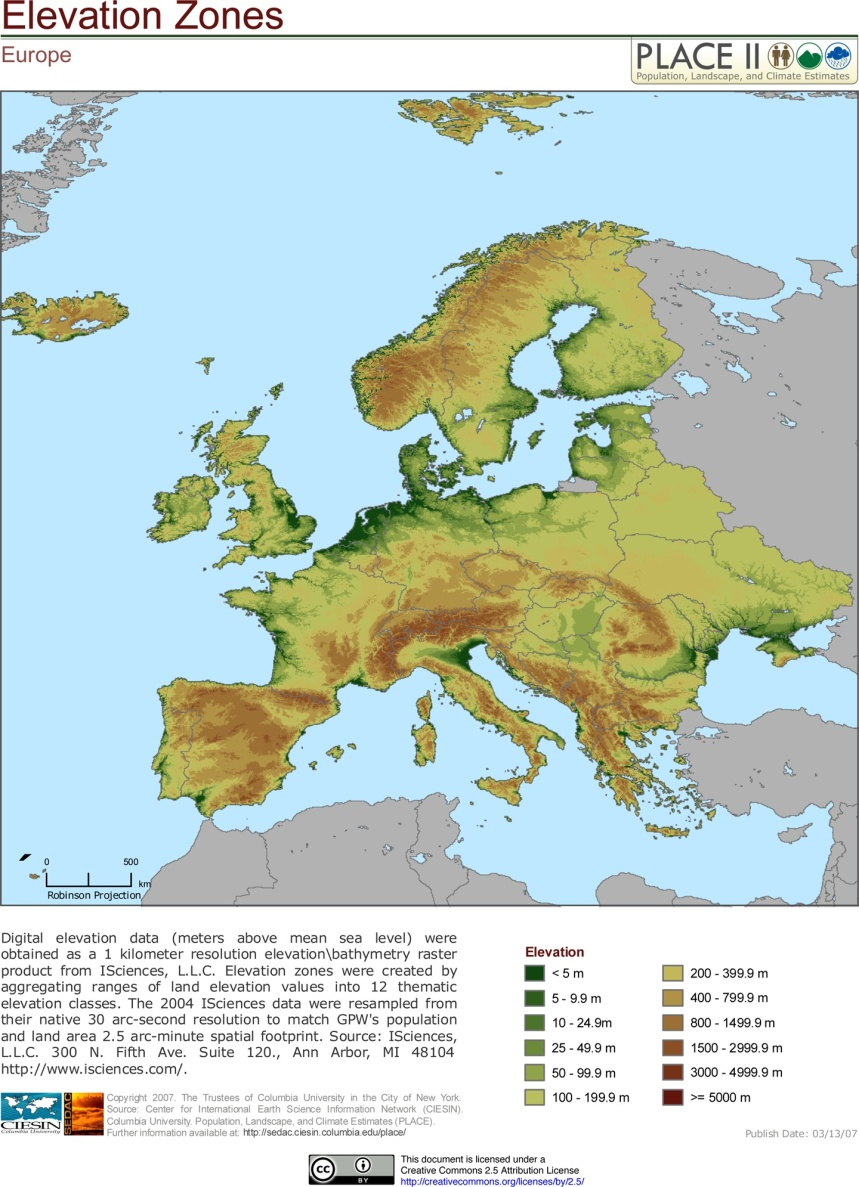 Elevation Zones
Europe
PLACE II
Population, Landscape, and Climate Estimates
0 500
km
Robinson Projection
Digital elevation data (meters above mean sea level) were
obtained as a 1 kilometer resolution elevation\bathymetry raster
product from ISciences, L.L.C. Elevation zones were created by
aggregating ranges of land elevation values into 12 thematic
elevation classes. The 2004 ISciences data were resampled from
their native 30 arc-second resolution to match GPW's population
and land area 2.5 arc-minute spatial footprint. Source: ISciences,
L.L.C. 300 N. Fifth Ave. Suite 120., Ann Arbor, MI 48104
http://www.isciences.com/.
Elevation
< 5 m
5 - 9.9 m
10 - 24.9m
25 - 49.9 m
50 - 99.9 m
100 - 199.9 m
200 - 399.9 m
400 - 799.9 m
800 - 1499.9 m
1500 - 2999.9 m
3000 - 4999.9 m
>= 5000 m
CIESIN
Columbia University
SEDAC
Copyright 2007. The Trustees of Columbia University in the City of New York.
Source: Center for International Earth Science Information Network (CIESIN).
Columbia University. Population, Landscape, and Climate Estimates (PLACE).
Further information available at: http://sedac.ciesin.columbia.edu/place/
Publish Date: 03/13/07
cc
BY
This document is licensed under a
Creative Commons 2.5 Attribution License
http://creativecommons.org/licenses/by/2.5/